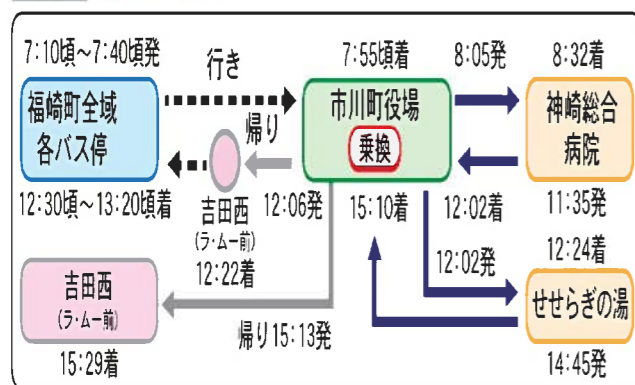 7:10頃～7:40頃発
行き
7:55頃着
8:05発
8:32着
福崎町全域
各バス停
市川町役場
乗換
神崎総合
病院
帰り
12:30頃～13:20頃着
吉田西
(ラ・ムー前)
12:22着
12:06発
15:10着
12:02着
11:35発
12:02発
12:24着
吉田西
(ラ・ムー前)
せせらぎの湯
帰り15:13発
15:29着
14:45発